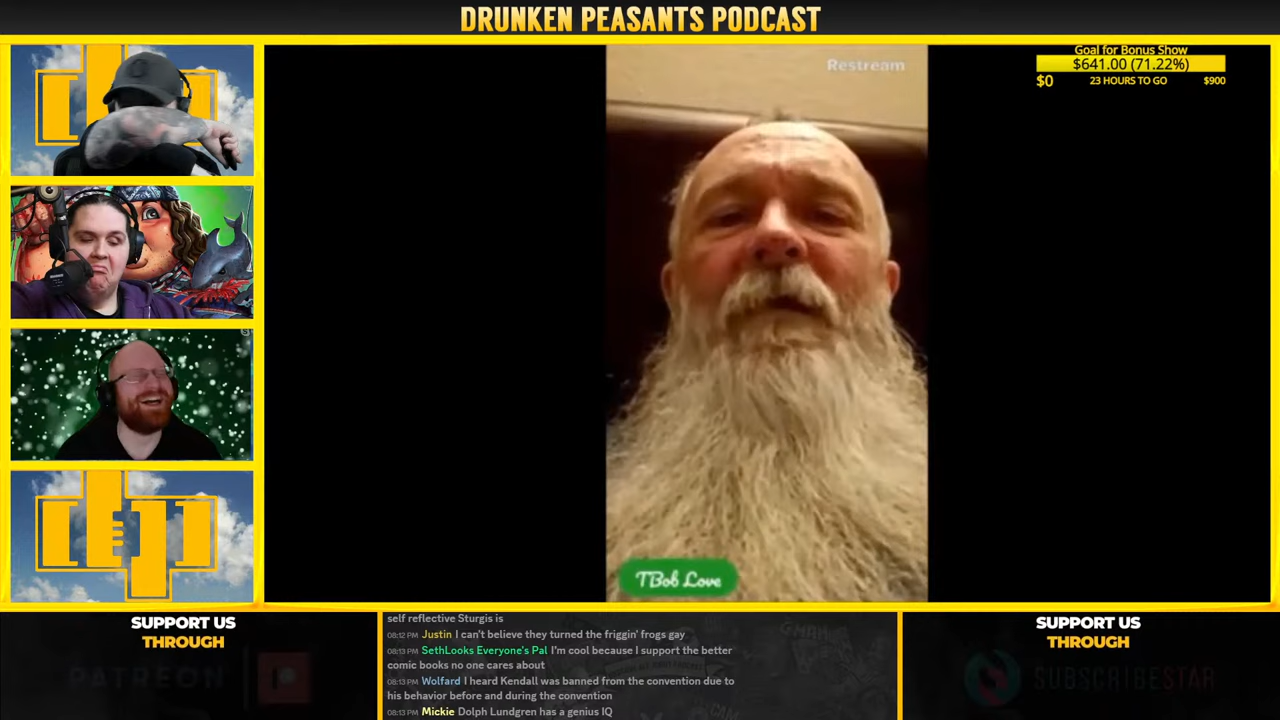 DRUNKEN PEASANTS PODCAST
Restream
Goal for Bonus Show
$641.00 (71.22%)
$0
23 HOURS TO GO
$900
TBob Love
SUPPORT US
THROUGH
PATREON
self reflective Sturgis is
08:12 PM Justin I can't believe they turned the friggin' frogs gay
08:13 PM SethLooks Everyone's Pal I'm cool because I support the better
comic books no one cares about
08:13 PM Wolfard I heard Kendall was banned from the convention due to
his behavior before and during the convention
08:13 PM Mickie Dolph Lundgren has a genius IQ
SUPPORT US
THROUGH
SUBSCRIBESTAR